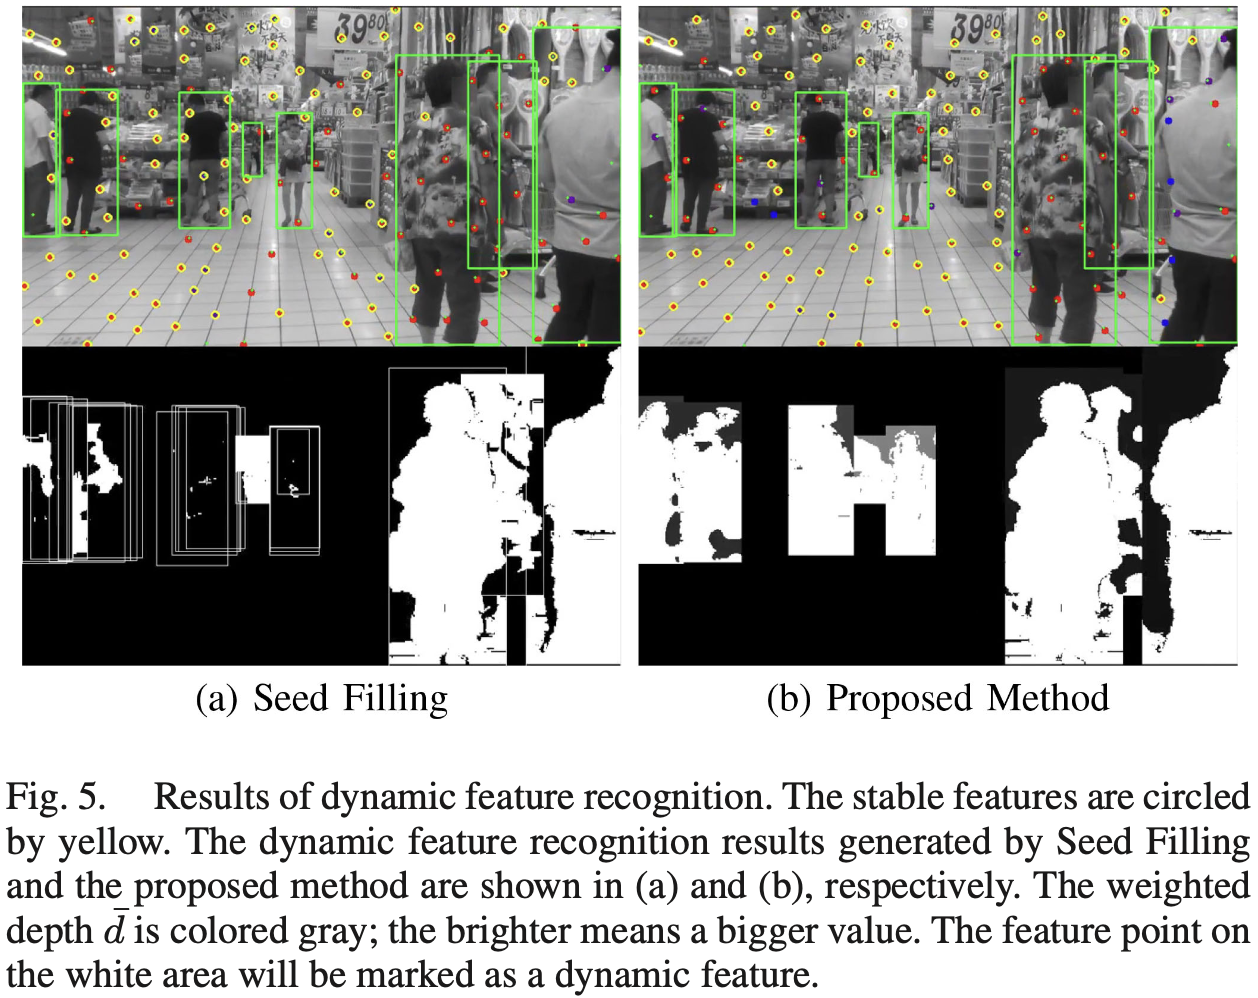 3980
3980
(a) Seed Filling
(b) Proposed Method
Fig. 5. Results of dynamic feature recognition. The stable features are circled
by yellow. The dynamic feature recognition results generated by Seed Filling
and the proposed method are shown in (a) and (b), respectively. The weighted
depth d̄ is colored gray; the brighter means a bigger value. The feature point on
the white area will be marked as a dynamic feature.